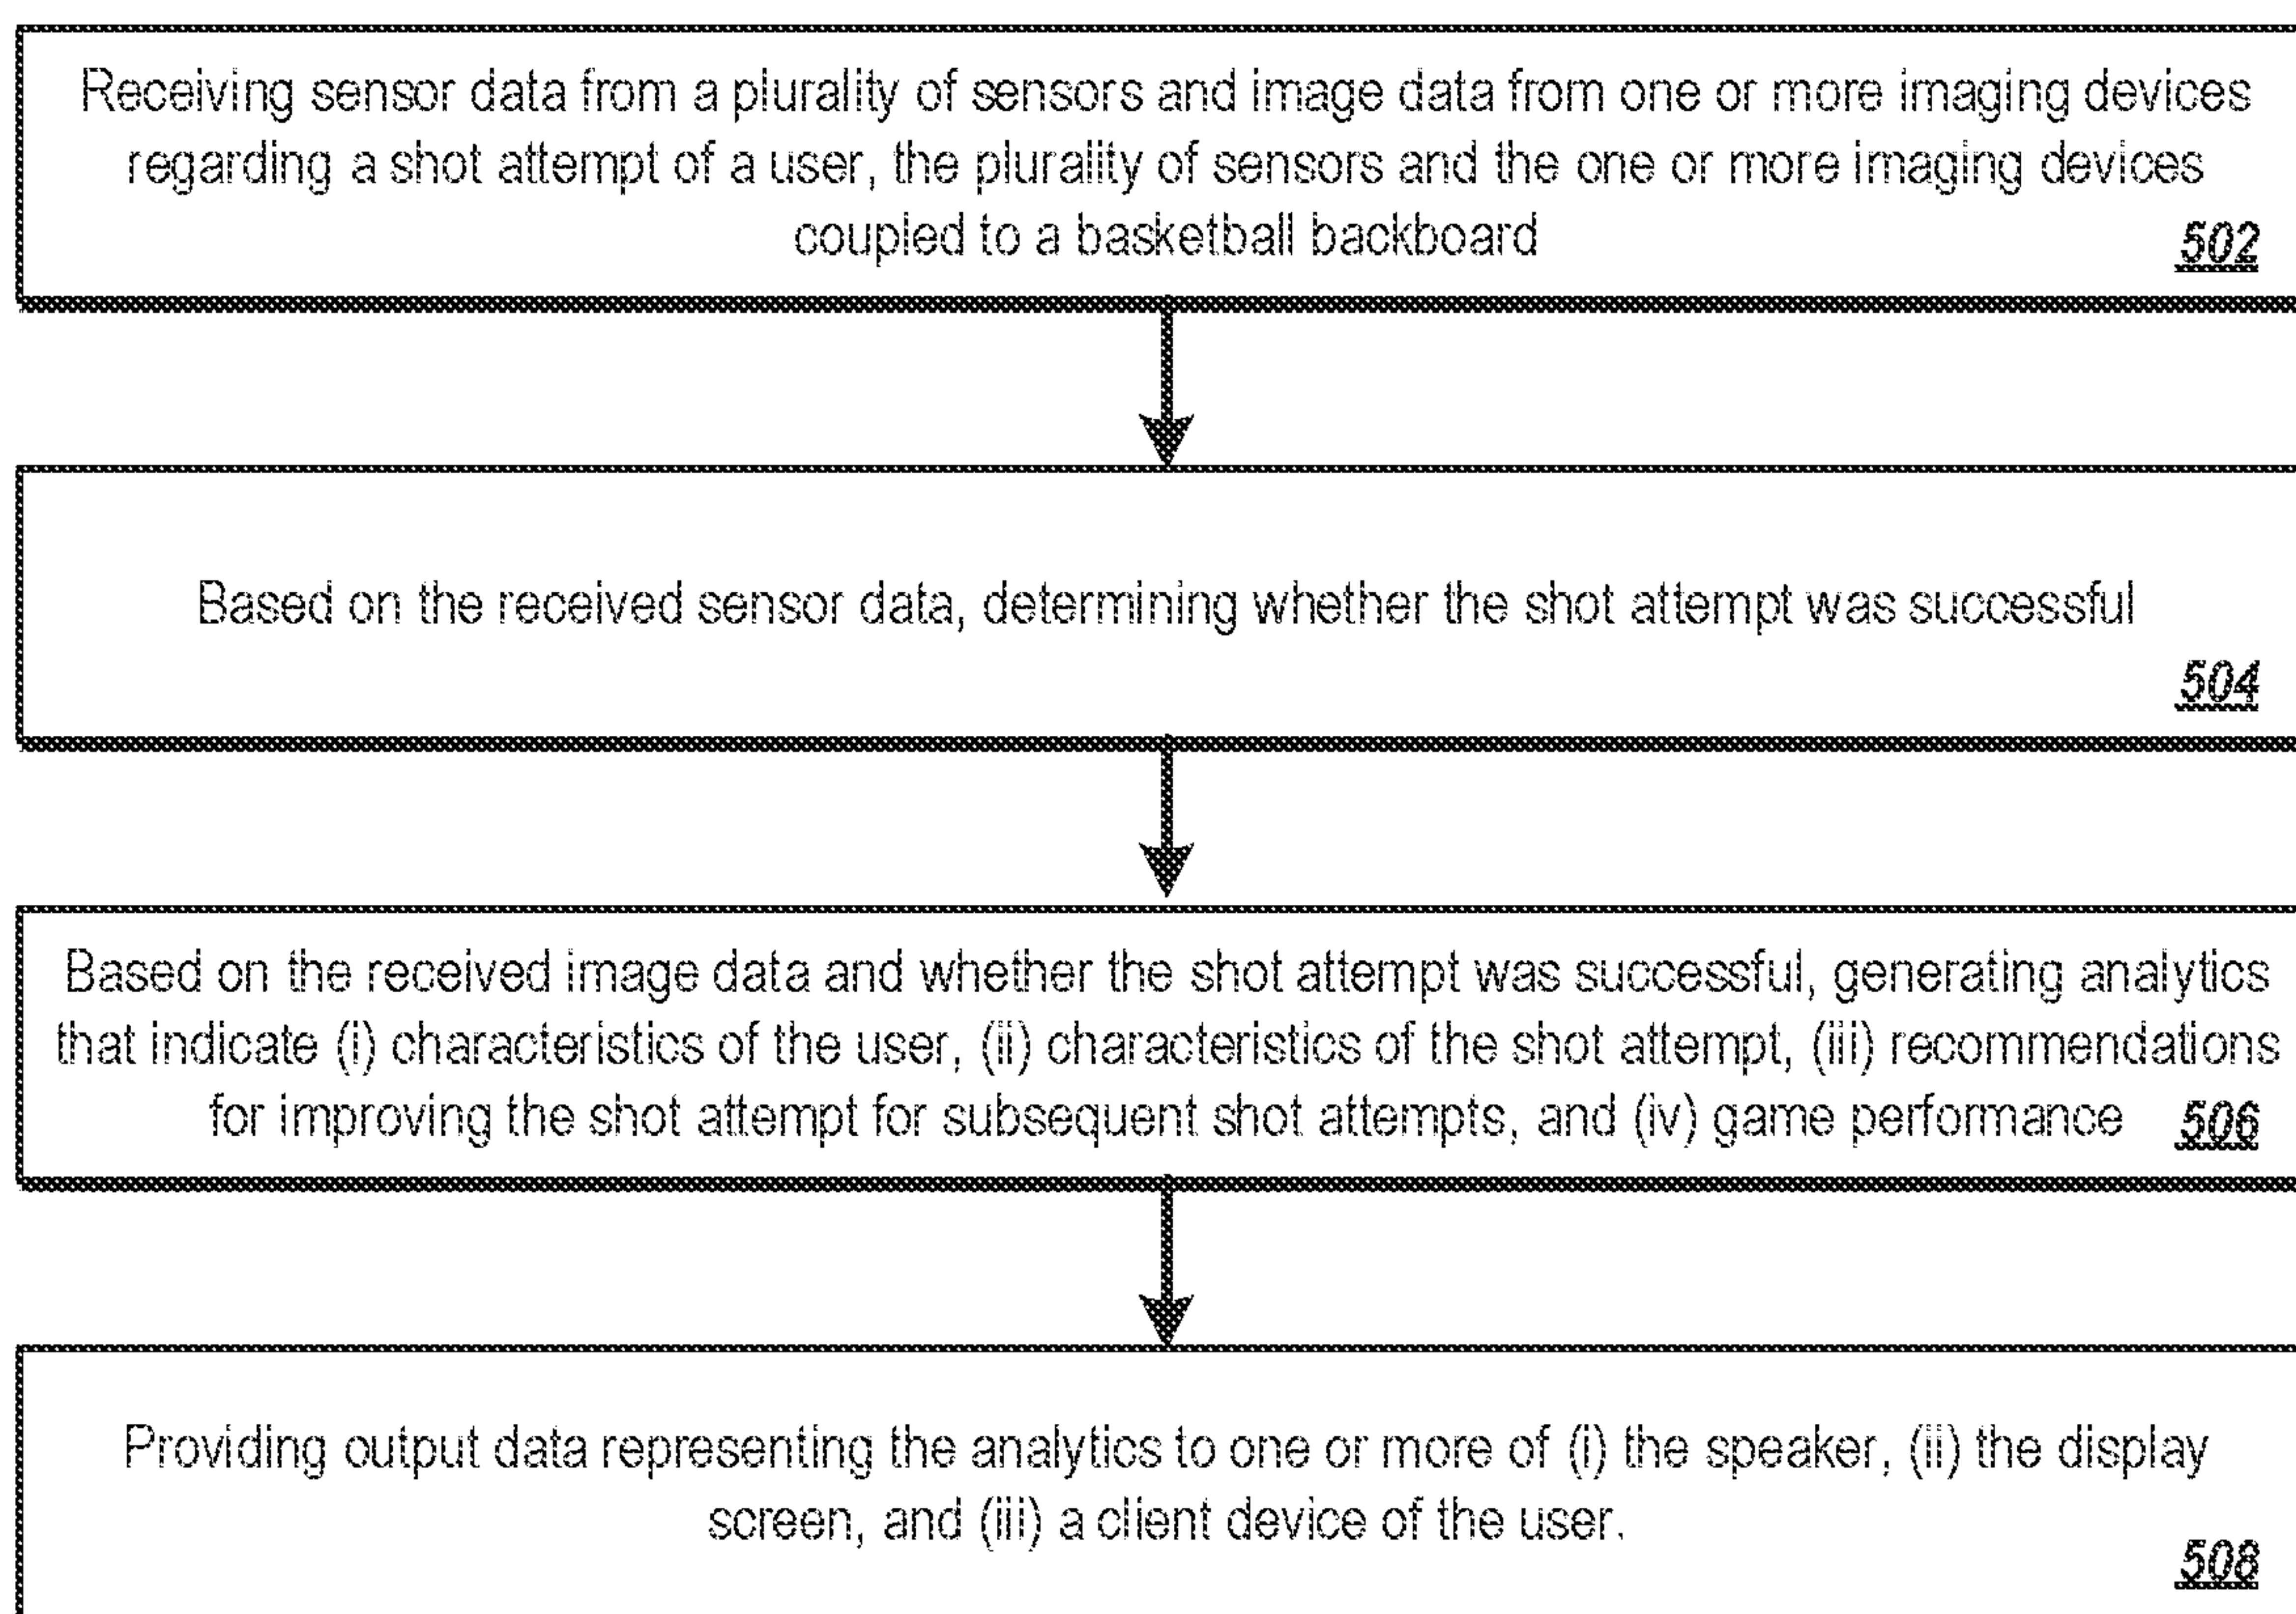 Receiving sensor data from a plurality of sensors and image data from one or more imaging devices
regarding a shot attempt of a user, the plurality of sensors and the one or more imaging devices
coupled to a basketball backboard
502
Based on the received sensor data, determining whether the shot attempt was successful
504
Based on the received image data and whether the shot attempt was successful, generating analytics
that indicate (i) characteristics of the user, (ii) characteristics of the shot attempt, (iii) recommendations
for improving the shot attempt for subsequent shot attempts, and (iv) game performance 506
Providing output data representing the analytics to one or more of (i) the speaker, (ii) the display
screen, and (iii) a client device of the user.
508